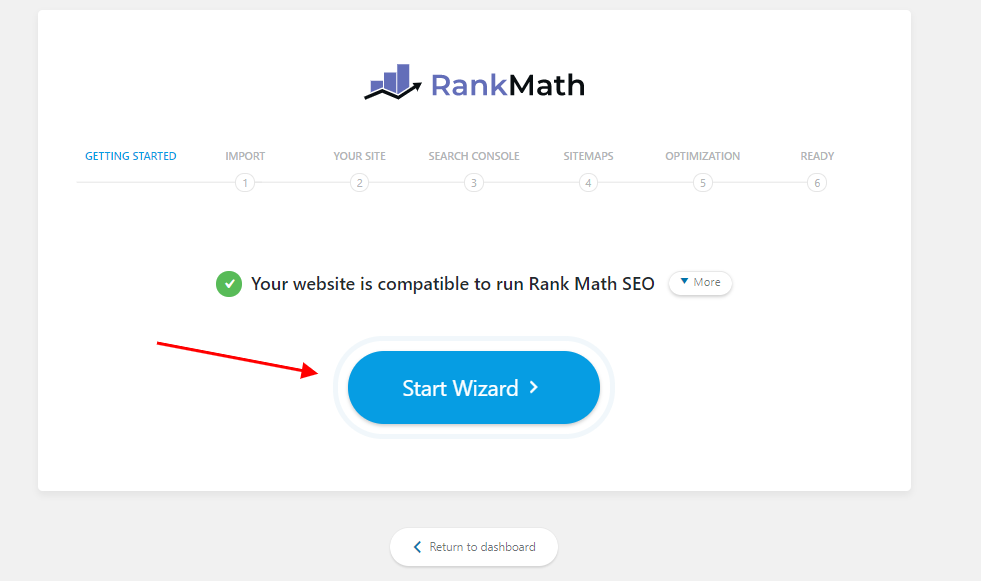 RankMath
GETTING STARTED IMPORT YOUR SITE SEARCH CONSOLE SITEMAPS OPTIMIZATION READY
1 2 3 4 5 6
Your website is compatible to run Rank Math SEO More
Start Wizard
Return to dashboard